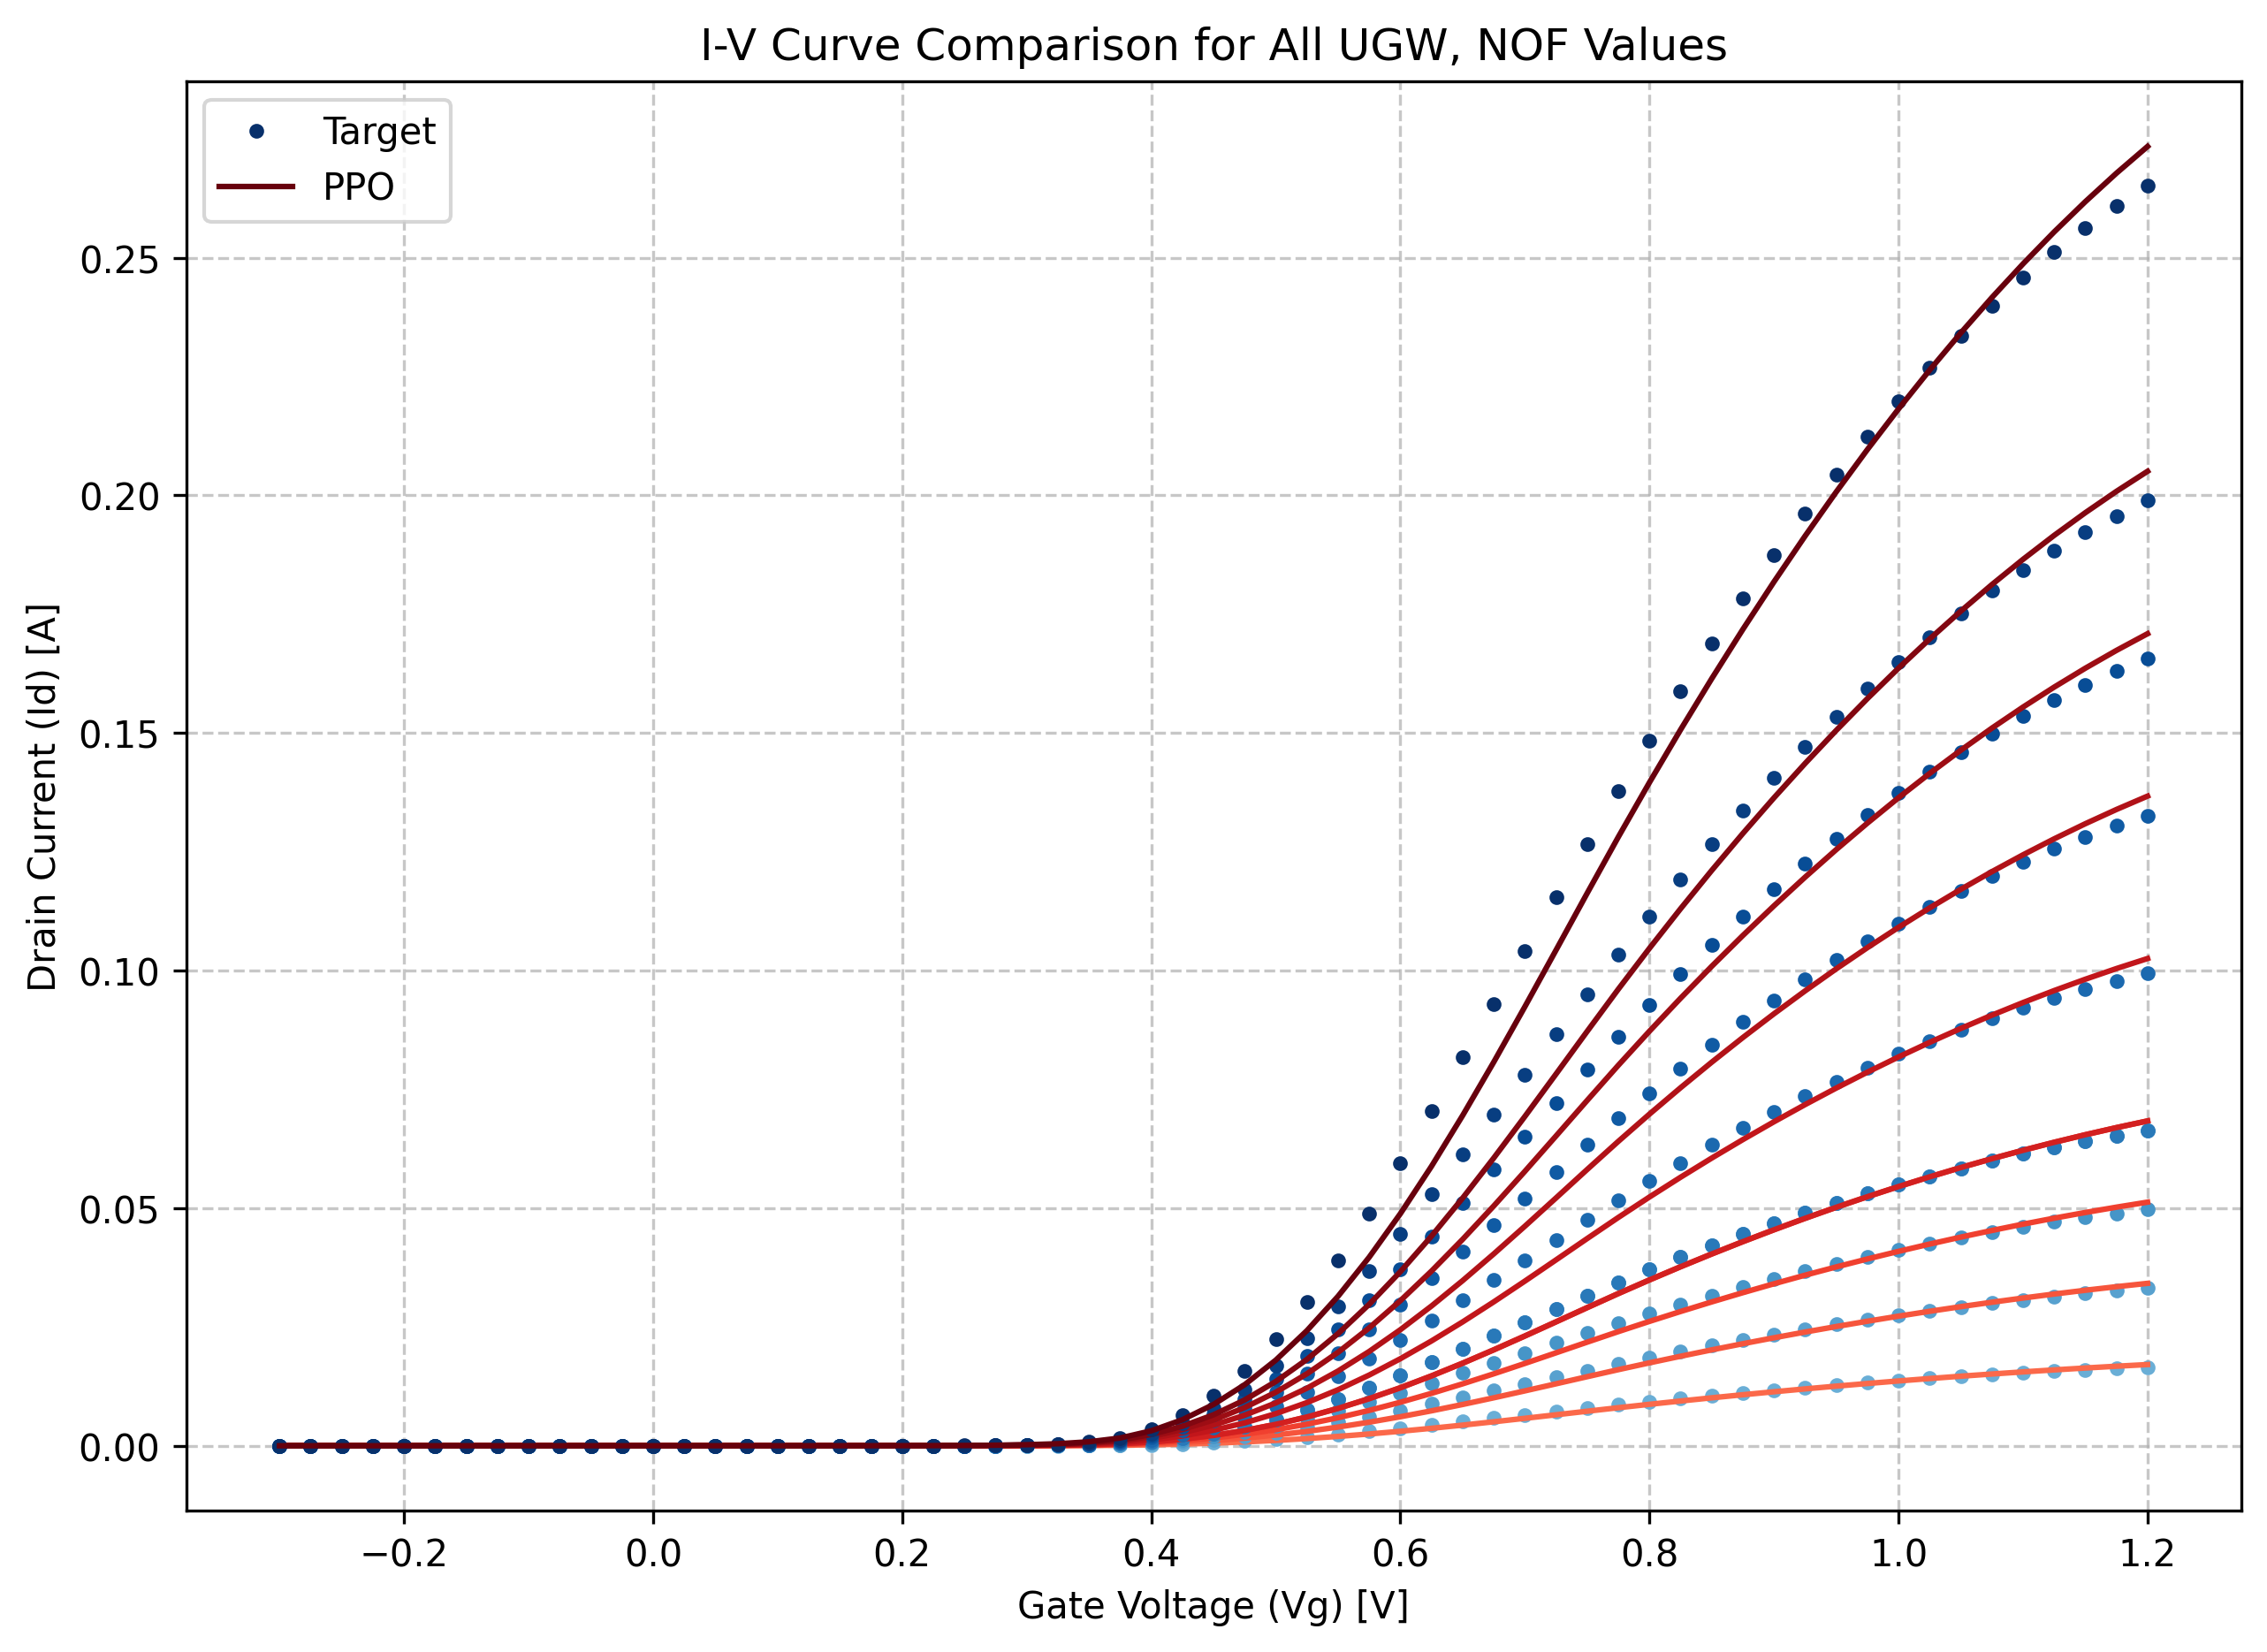 I-V Curve Comparison for All UGW, NOF Values
Target
PPO
Drain Current (Id) [A]
0.25
0.20
0.15
0.10
0.05
0.00
−0.2
0.0
0.2
0.4
0.6
0.8
1.0
1.2
Gate Voltage (Vg) [V]